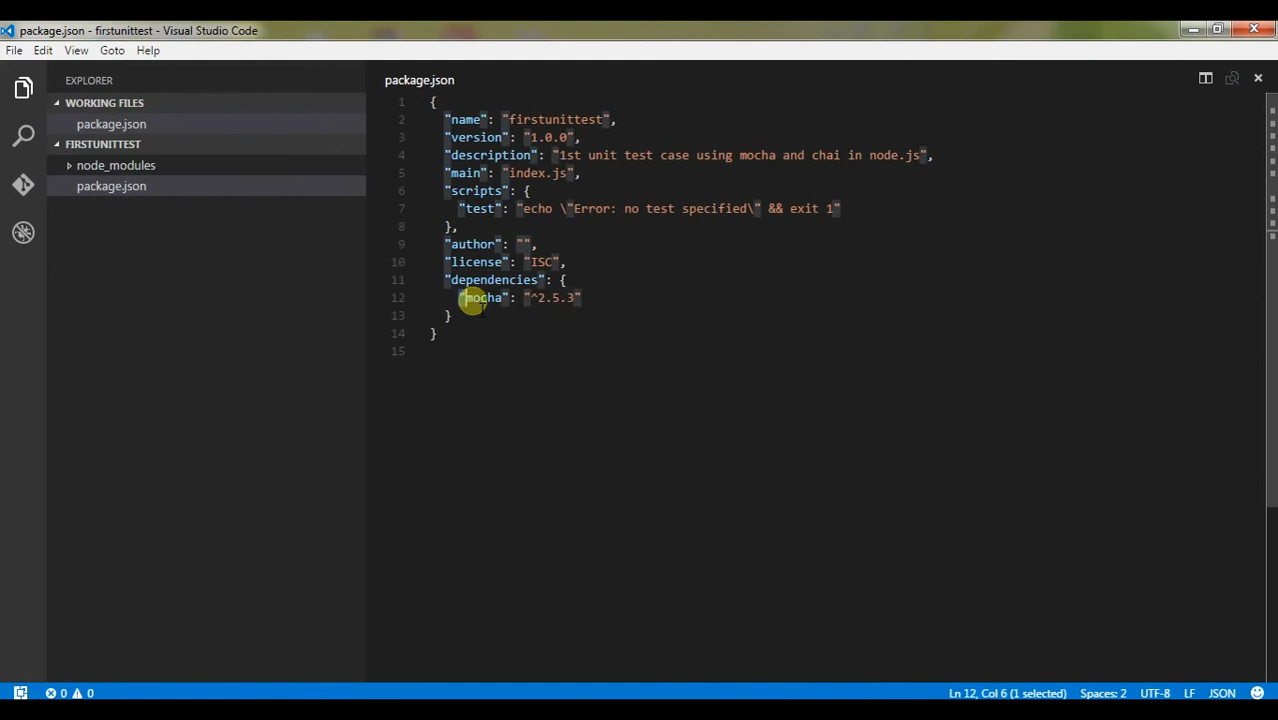 package.json - firstunittest - Visual Studio Code
File Edit View Goto Help
EXPLORER
WORKING FILES
package.json
FIRSTUNITTEST
node_modules
package.json
package.json
1 {
2 "name": "firstunittest",
3 "version": "1.0.0",
4 "description": "1st unit test case using mocha and chai in node.js",
5 "main": "index.js",
6 "scripts": {
7 "test": "echo \"Error: no test specified\" && exit 1"
8 },
9 "author": "",
10 "license": "ISC",
11 "dependencies": {
12 "mocha": "^2.5.3"
13 }
14 }
15
0 0 Ln 12, Col 6 (1 selected) Spaces: 2 UTF-8 LF JSON